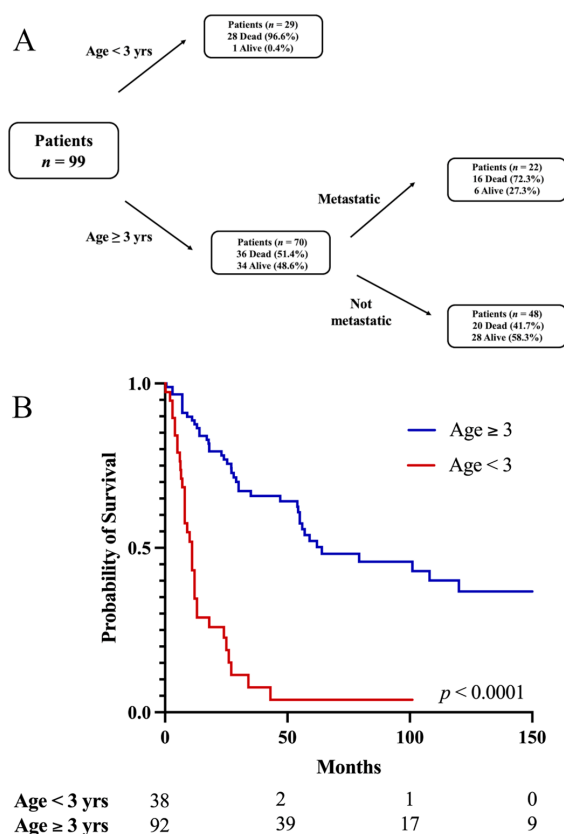 A
Age < 3 yrs
Patients (n = 29)
28 Dead (96.6%)
1 Alive (0.4%)
Patients
n = 99
Age ≥ 3 yrs
Patients (n = 70)
36 Dead (51.4%)
34 Alive (48.6%)
Metastatic
Patients (n = 22)
16 Dead (72.3%)
6 Alive (27.3%)
Not
metastatic
Patients (n = 48)
20 Dead (41.7%)
28 Alive (58.3%)
B
Probability of Survival
1.0
0.5
0.0
Age ≥ 3
Age < 3
p < 0.0001
0 50 100 150
Months
Age < 3 yrs 38 2 1 0
Age ≥ 3 yrs 92 39 17 9